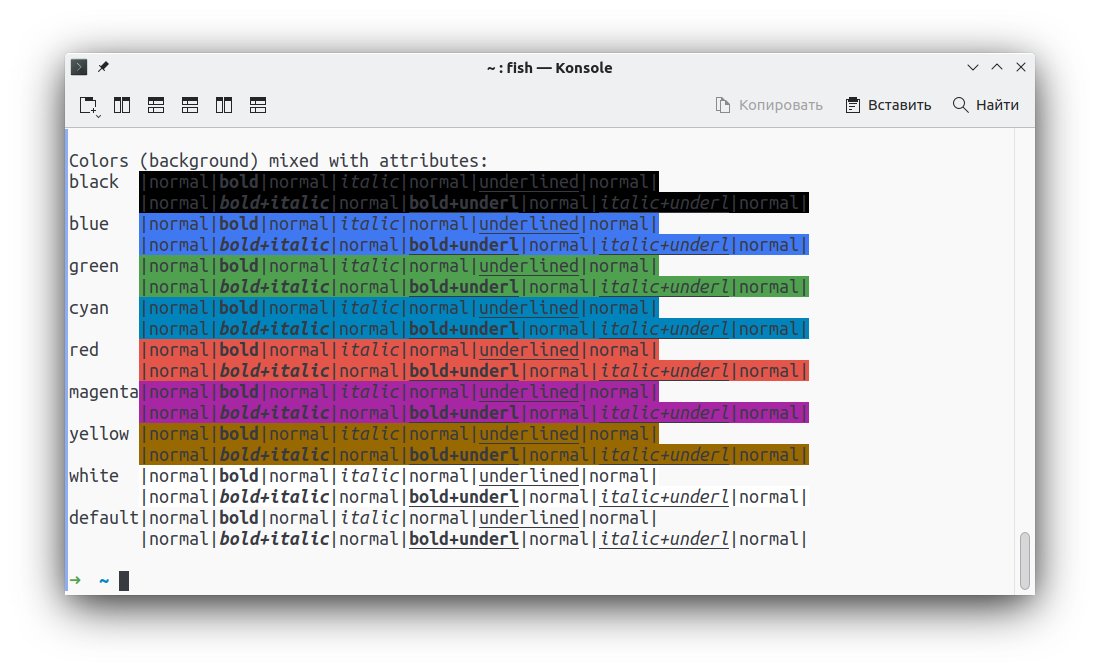 ~ : fish — Konsole
Копировать Вставить Найти
Colors (background) mixed with attributes:
black |normal|bold|normal|italic|normal|underlined|normal|
|normal|bold+italic|normal|bold+underl|normal|italic+underl|normal|
blue |normal|bold|normal|italic|normal|underlined|normal|
|normal|bold+italic|normal|bold+underl|normal|italic+underl|normal|
green |normal|bold|normal|italic|normal|underlined|normal|
|normal|bold+italic|normal|bold+underl|normal|italic+underl|normal|
cyan |normal|bold|normal|italic|normal|underlined|normal|
|normal|bold+italic|normal|bold+underl|normal|italic+underl|normal|
red |normal|bold|normal|italic|normal|underlined|normal|
|normal|bold+italic|normal|bold+underl|normal|italic+underl|normal|
magenta|normal|bold|normal|italic|normal|underlined|normal|
|normal|bold+italic|normal|bold+underl|normal|italic+underl|normal|
yellow |normal|bold|normal|italic|normal|underlined|normal|
|normal|bold+italic|normal|bold+underl|normal|italic+underl|normal|
white |normal|bold|normal|italic|normal|underlined|normal|
|normal|bold+italic|normal|bold+underl|normal|italic+underl|normal|
default|normal|bold|normal|italic|normal|underlined|normal|
|normal|bold+italic|normal|bold+underl|normal|italic+underl|normal|
➜ ~